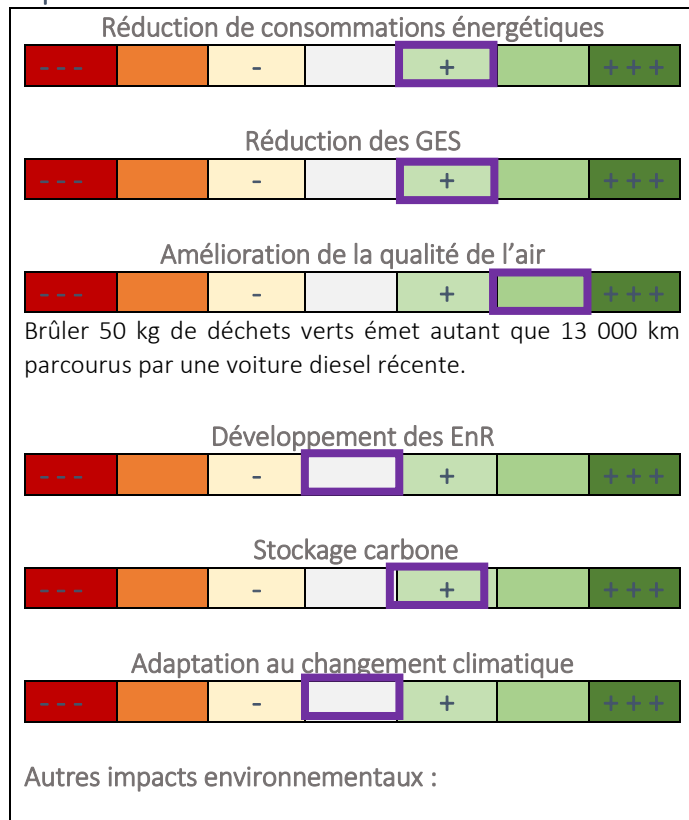 Réduction de consommations énergétiques
- - - - + + + +
Réduction des GES
- - - - + + + +
Amélioration de la qualité de l’air
- - - - + + + +
Brûler 50 kg de déchets verts émet autant que 13 000 km
parcourus par une voiture diesel récente.
Développement des EnR
- - - - + + + +
Stockage carbone
- - - - + + + +
Adaptation au changement climatique
- - - - + + + +
Autres impacts environnementaux :